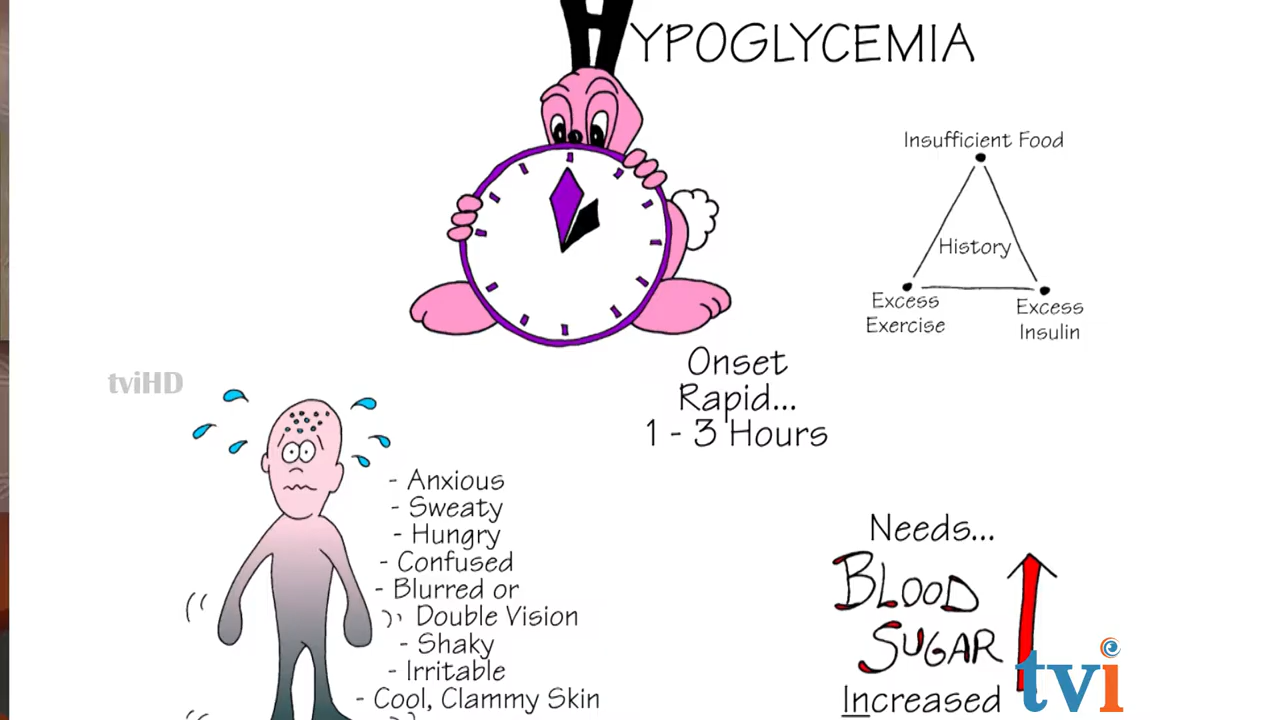 HYPOGLYCEMIA
Insufficient Food
History
Excess
Exercise
Excess
Insulin
Onset
Rapid...
1 - 3 Hours
tviHD
- Anxious
- Sweaty
- Hungry
- Confused
- Blurred or
Double Vision
- Shaky
- Irritable
- Cool, Clammy Skin
Needs...
BLOOD
SUGAR
Increased
tvi